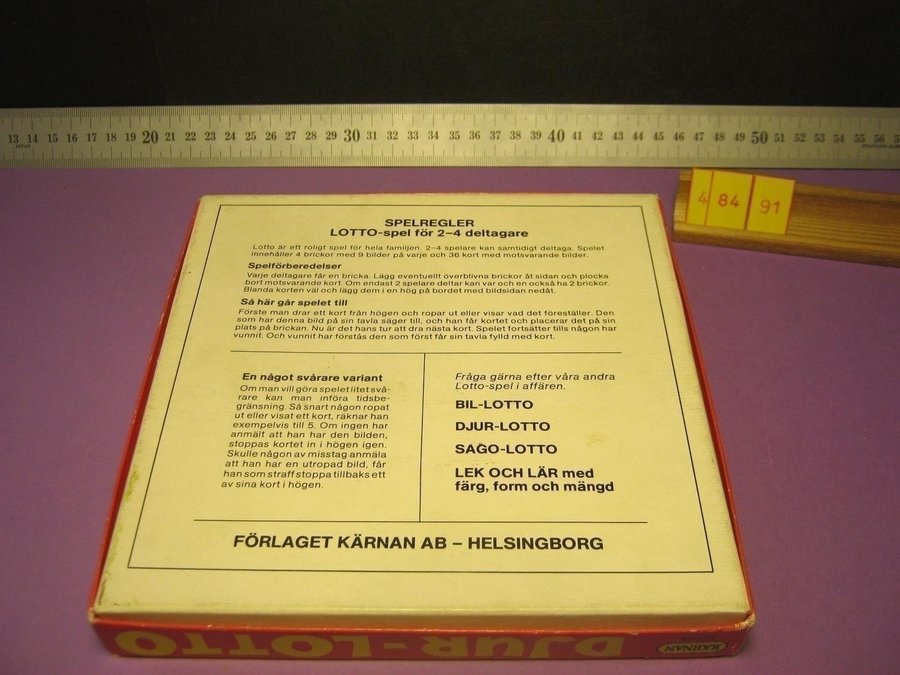 13 14 15 16 17 18 19 20 21 22 23 24 25 26 27 28 29 30 31 32 33 34 35 36 37 38 39 40 41 42 43 44 45 46 47 48 49 50 51 52 53 54 55 56
JAPAN
4 84 91
SPELREGLER
LOTTO-spel för 2–4 deltagare
Lotto är ett roligt spel för hela familjen. 2–4 spelare kan samtidigt deltaga. Spelet
innehåller 4 brickor med 9 bilder på varje och 36 kort med motsvarande bilder.
Spelförberedelser
Varje deltagare får en bricka. Lägg eventuellt överblivna brickor åt sidan och plocka
bort motsvarande kort. Om endast 2 spelare deltar kan var och en också ha 2 brickor.
Blanda korten väl och lägg dem i en hög på bordet med bildsidan nedåt.
Så här går spelet till
Förste man drar ett kort från högen och ropar ut eller visar vad det föreställer. Den
som har denna bild på sin tavla säger till, och han får kortet och placerar det på sin
plats på brickan. Nu är det hans tur att dra nästa kort. Spelet fortsätter tills någon har
vunnit. Och vunnit har förstås den som först får sin tavla fylld med kort.
En något svårare variant
Om man vill göra spelet litet svå-
rare kan man införa tidsbe-
gränsning. Så snart någon ropat
ut eller visat ett kort, räknar han
exempelvis till 5. Om ingen har
anmält att han har den bilden,
stoppas kortet in i högen igen.
Skulle någon av misstag anmäla
att han har en utropad bild, får
han som straff stoppa tillbaks ett
av sina kort i högen.
Fråga gärna efter våra andra
Lotto-spel i affären.
BIL-LOTTO
DJUR-LOTTO
SAGO-LOTTO
LEK OCH LÄR med
färg, form och mängd
FÖRLAGET KÄRNAN AB – HELSINGBORG
DJUR-LOTTO
KÄRNAN